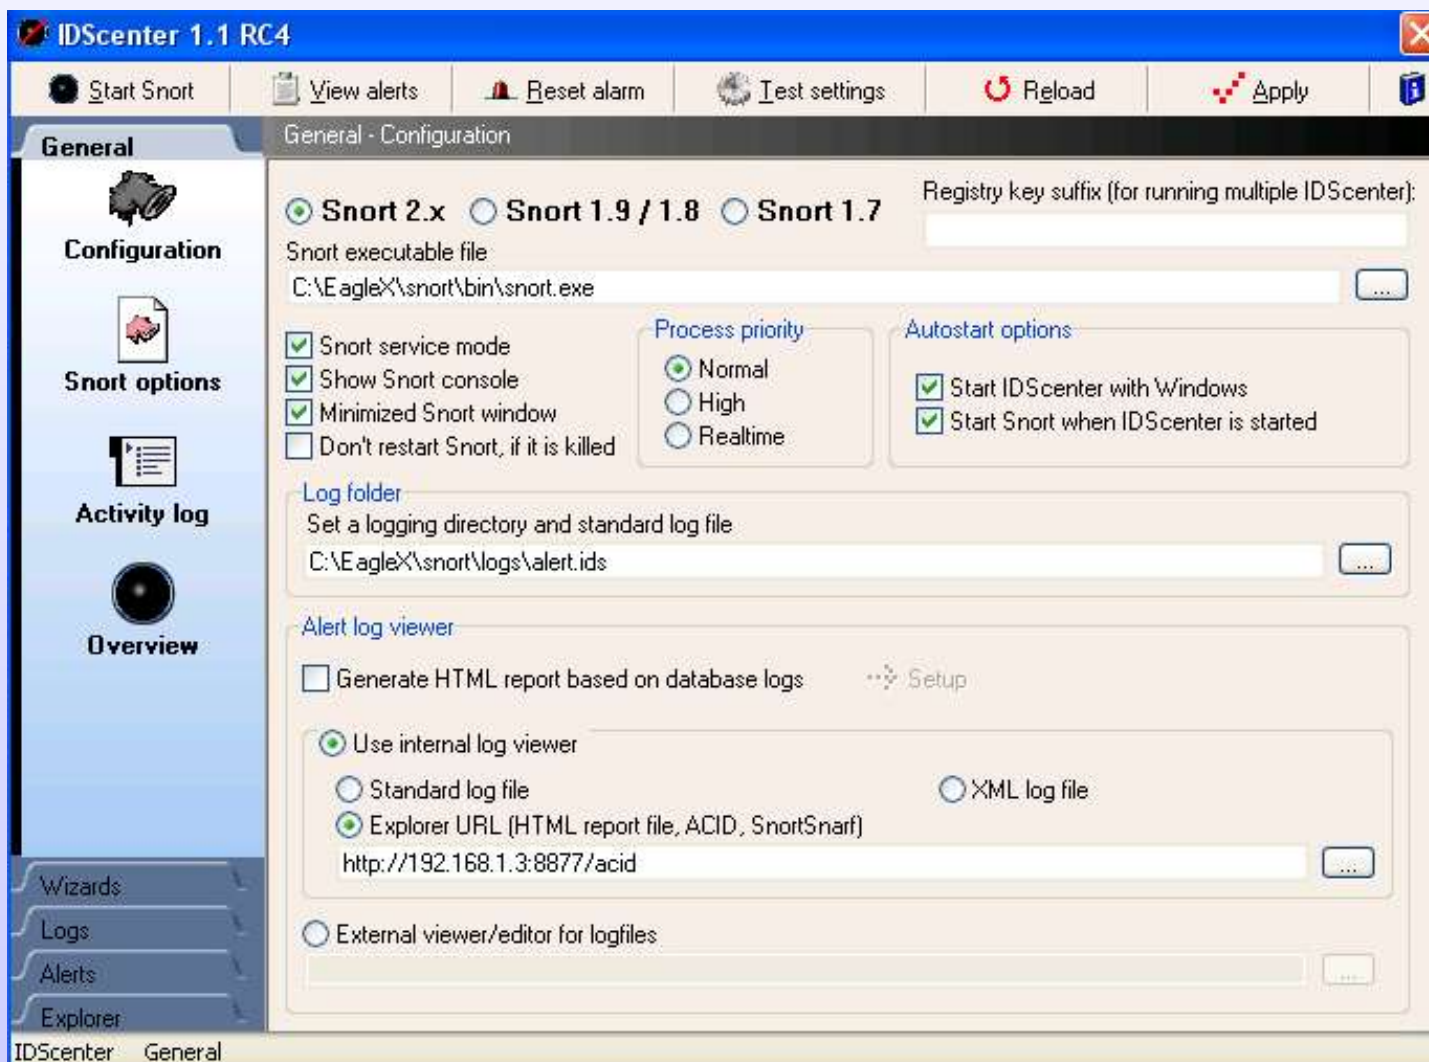 IDScenter 1.1 RC4
Start Snort View alerts Reset alarm Test settings Reload Apply
General
General - Configuration
Configuration
Snort options
Activity log
Overview
Wizards
Logs
Alerts
Explorer
Registry key suffix (for running multiple IDScenter):
Snort 2.x Snort 1.9 / 1.8 Snort 1.7
Snort executable file
C:\EagleX\snort\bin\snort.exe
...
Snort service mode
Show Snort console
Minimized Snort window
Don't restart Snort, if it is killed
Process priority
Normal
High
Realtime
Autostart options
Start IDScenter with Windows
Start Snort when IDScenter is started
Log folder
Set a logging directory and standard log file
C:\EagleX\snort\logs\alert.ids
...
Alert log viewer
Generate HTML report based on database logs Setup
Use internal log viewer
Standard log file XML log file
Explorer URL (HTML report file, ACID, SnortSnarf)
http://192.168.1.3:8877/acid
...
External viewer/editor for logfiles
...
IDScenter General